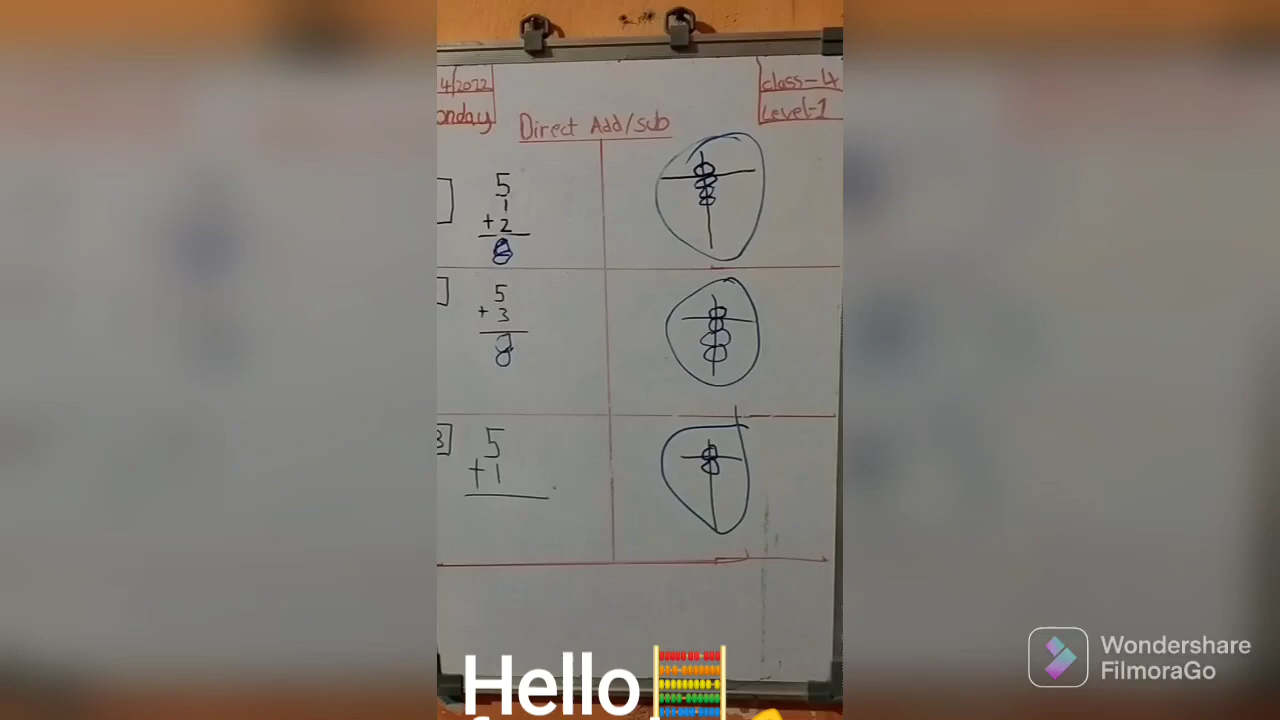 4/2022
onday
class-4
Level-1
Direct Add/sub
5
1
+2
8
5
+3
8
3
5
+1
Hello
Wondershare
FilmoraGo